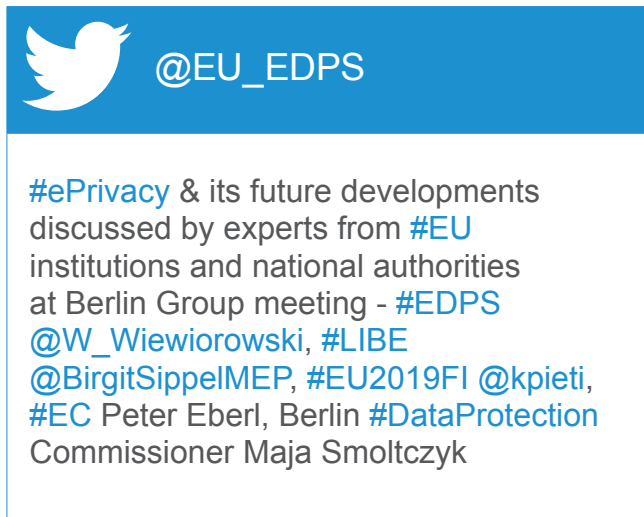 @EU_EDPS
#ePrivacy & its future developments
discussed by experts from #EU
institutions and national authorities
at Berlin Group meeting - #EDPS
@W_Wiewiorowski, #LIBE
@BirgitSippelMEP, #EU2019FI @kpieti,
#EC Peter Eberl, Berlin #DataProtection
Commissioner Maja Smoltczyk